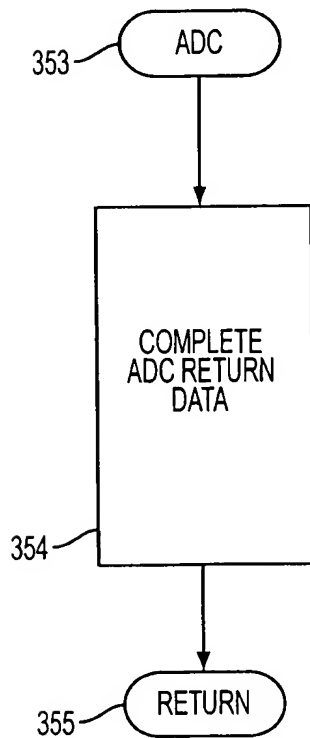 353
ADC
COMPLETE
ADC RETURN
DATA
354
355
RETURN